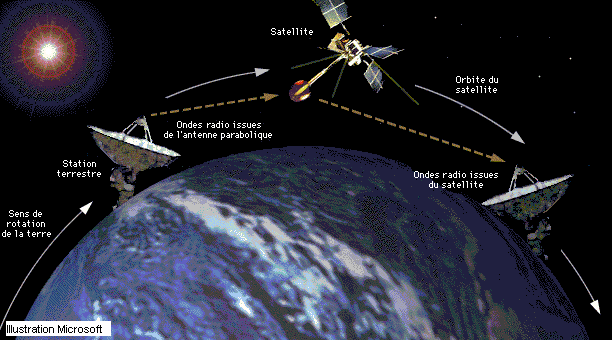 Satellite
Orbite du
satellite
Ondes radio issues
de l'antenne parabolique
Station
terrestre
Ondes radio issues
du satellite
Sens de
rotation
de la terre
Illustration Microsoft